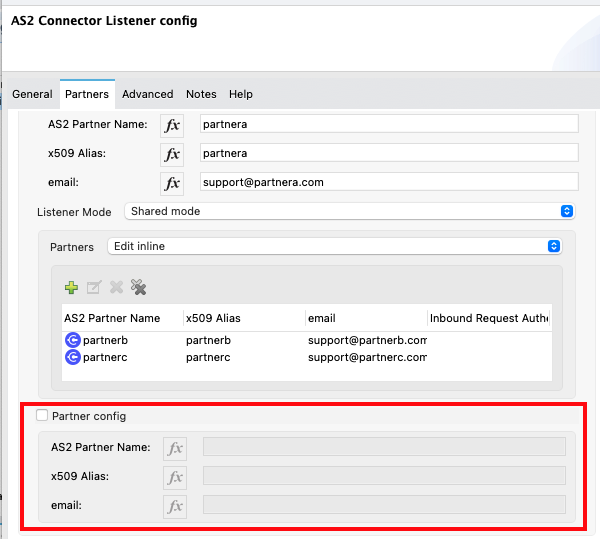 AS2 Connector Listener config
General Partners Advanced Notes Help
AS2 Partner Name: fx partnera
x509 Alias: fx partnera
email: fx support@partnera.com
Listener Mode Shared mode
Partners Edit inline
AS2 Partner Name x509 Alias email Inbound Request Authe
partnerb partnerb support@partnerb.com
partnerc partnerc support@partnerc.com
Partner config
AS2 Partner Name: fx
x509 Alias: fx
email: fx